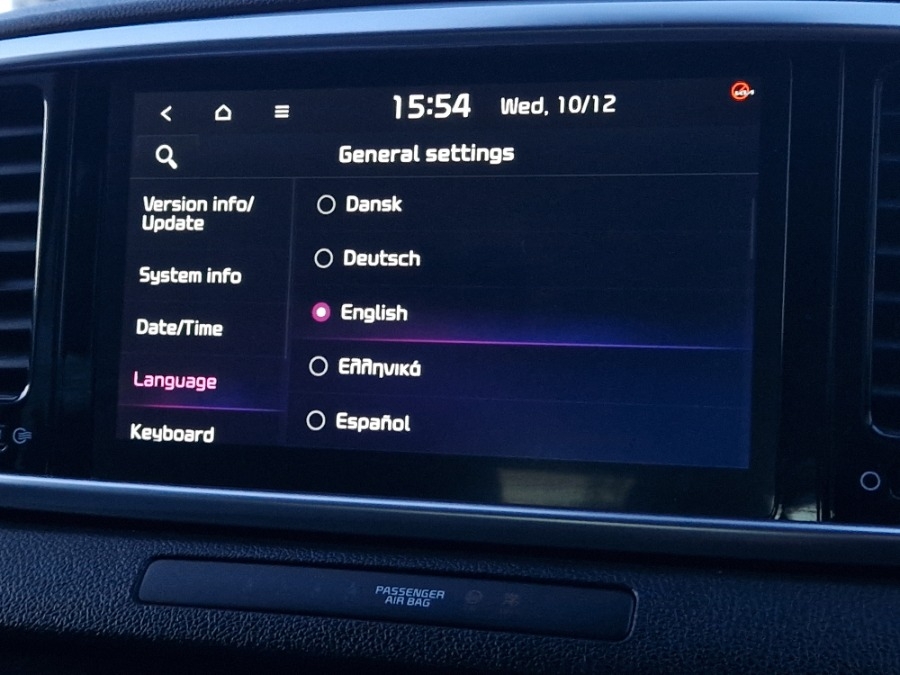 15:54 Wed, 10/12
General settings
Version info/
Update
System info
Date/Time
Language
Keyboard
Dansk
Deutsch
English
Ελληνικά
Español
PASSENGER
AIR BAG